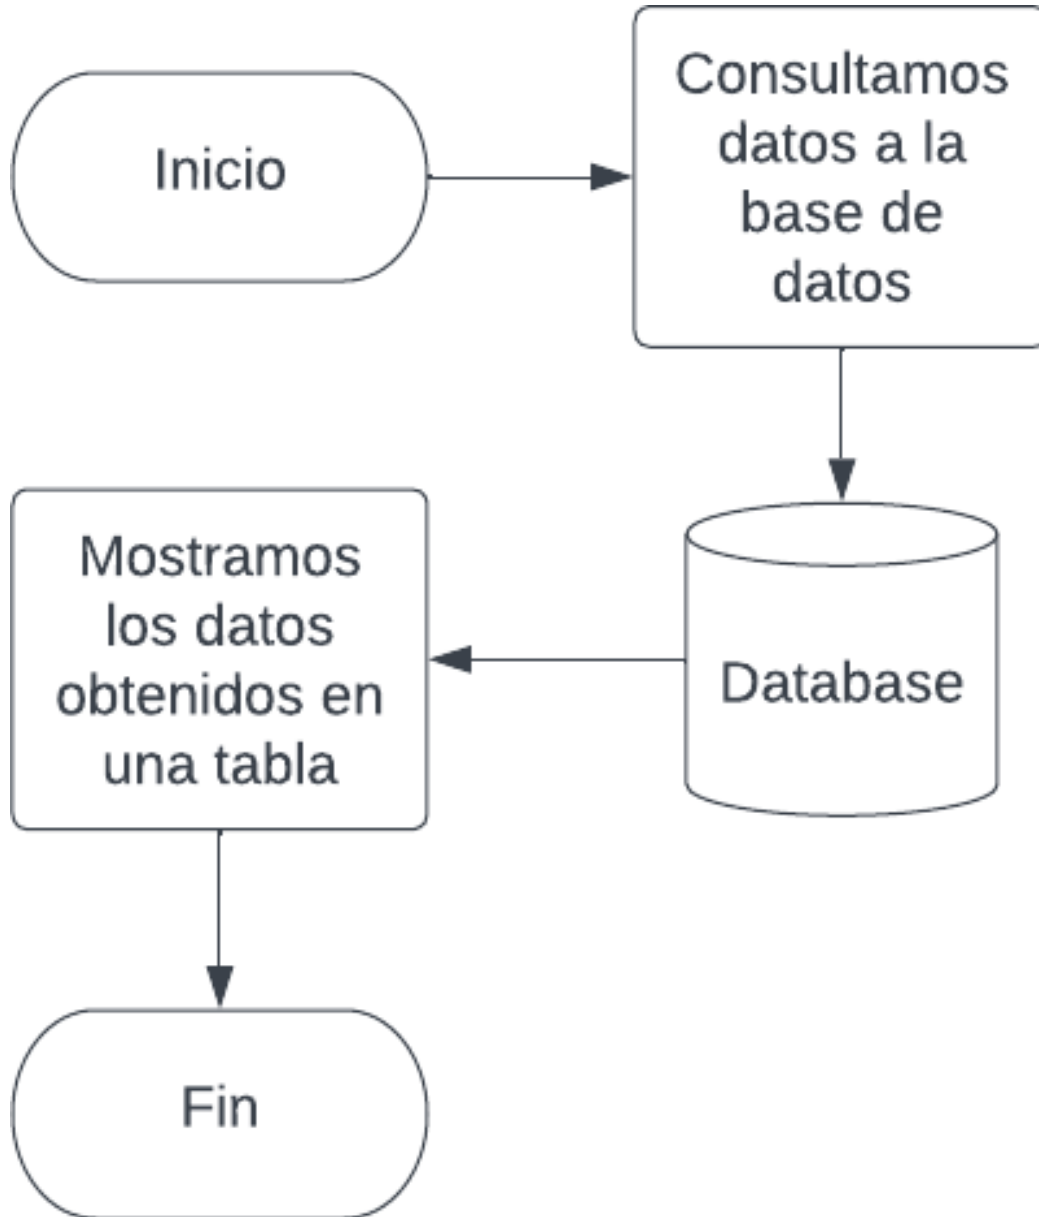 Inicio
Consultamos
datos a la
base de
datos
Database
Mostramos
los datos
obtenidos en
una tabla
Fin